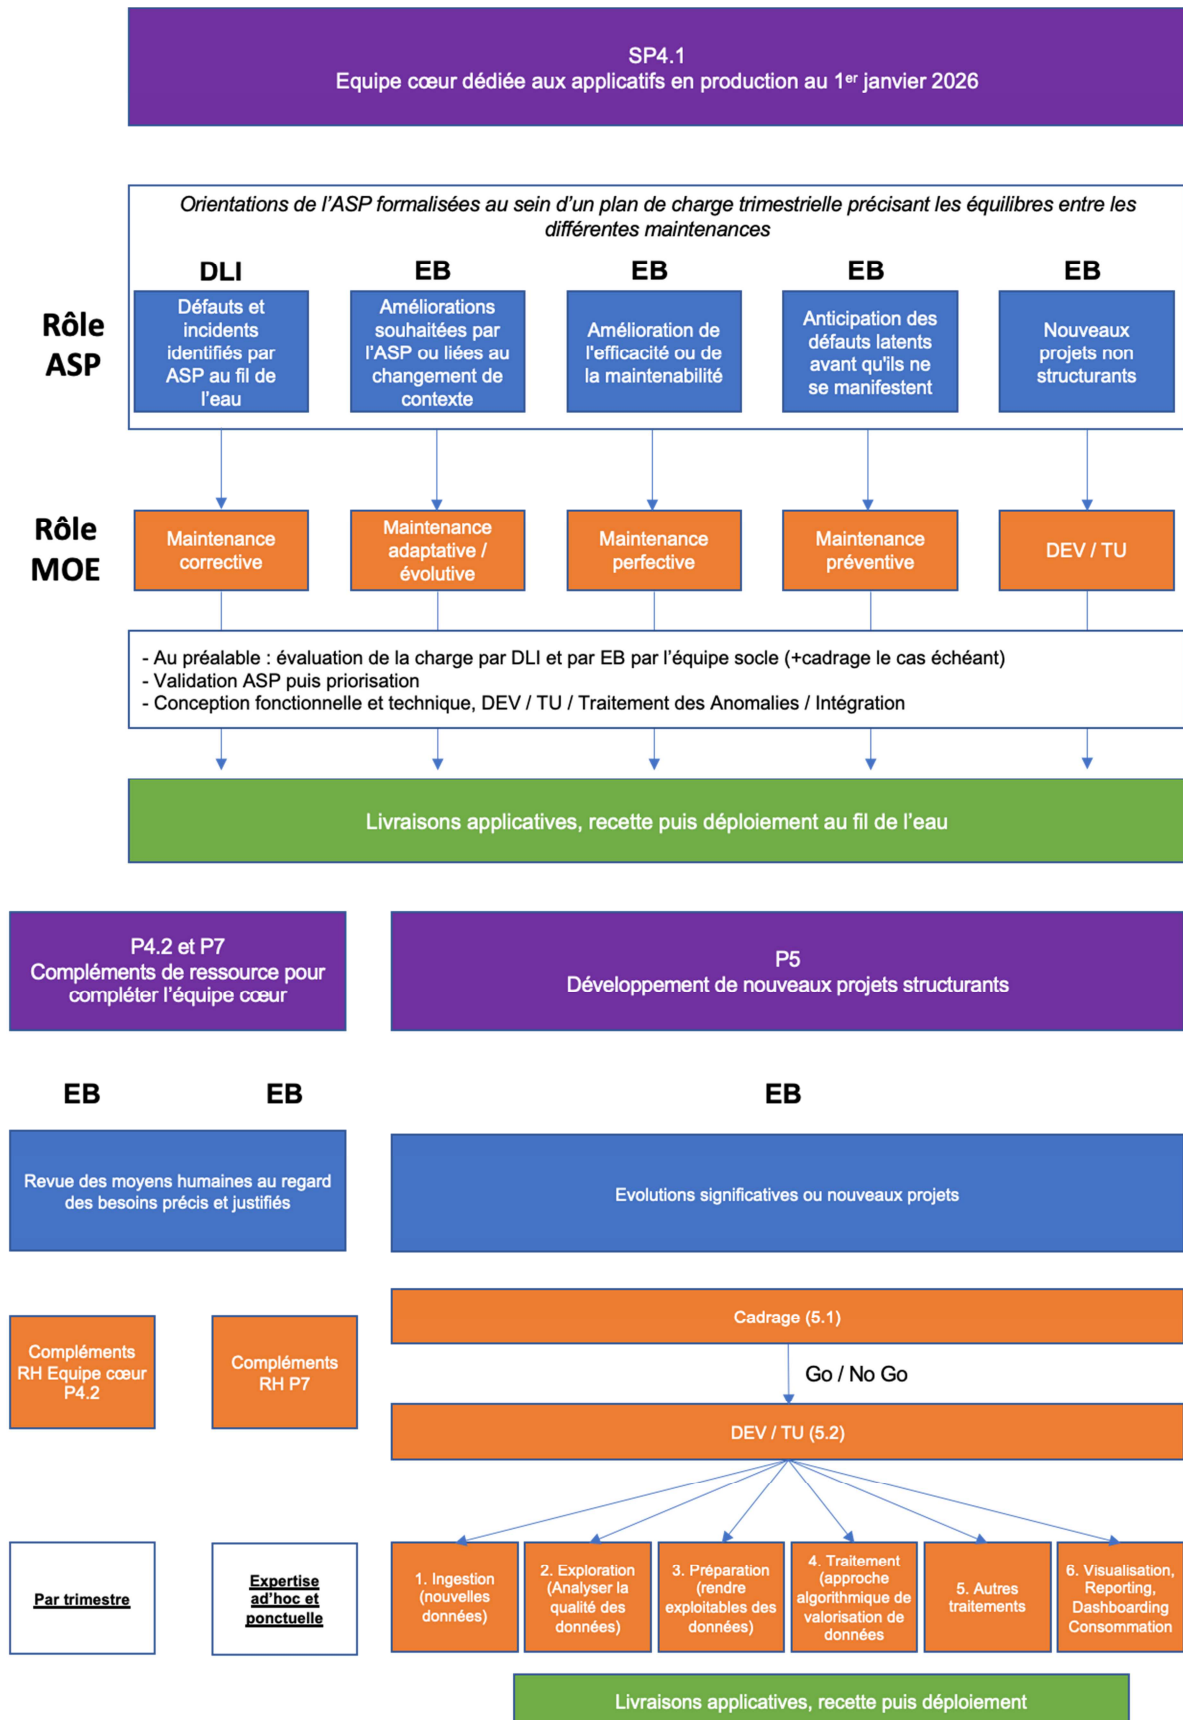 SP4.1
Equipe cœur dédiée aux applicatifs en production au 1er janvier 2026
Orientations de l'ASP formalisées au sein d'un plan de charge trimestrielle précisant les équilibres entre les
différentes maintenances
Rôle
ASP
DLI
EB
EB
EB
EB
Défauts et
incidents
identifiés par
ASP au fil de
l'eau
Améliorations
souhaitées par
l'ASP ou liées au
changement de
contexte
Amélioration de
l'efficacité ou de
la maintenabilité
Anticipation des
défauts latents
avant qu'ils ne
se manifestent
Nouveaux
projets non
structurants
Rôle
MOE
Maintenance
corrective
Maintenance
adaptative /
évolutive
Maintenance
perfective
Maintenance
préventive
DEV / TU
- Au préalable : évaluation de la charge par DLI et par EB par l'équipe socle (+cadrage le cas échéant)
- Validation ASP puis priorisation
- Conception fonctionnelle et technique, DEV / TU / Traitement des Anomalies / Intégration
Livraisons applicatives, recette puis déploiement au fil de l'eau
P4.2 et P7
Compléments de ressource pour
compléter l'équipe cœur
P5
Développement de nouveaux projets structurants
EB
EB
EB
Revue des moyens humaines au regard
des besoins précis et justifiés
Evolutions significatives ou nouveaux projets
Compléments
RH Equipe cœur
P4.2
Compléments
RH P7
Cadrage (5.1)
Go / No Go
DEV / TU (5.2)
Par trimestre
Expertise
ad'hoc et
ponctuelle
1. Ingestion
(nouvelles
données)
2. Exploration
(Analyser la
qualité des
données)
3. Préparation
(rendre
exploitables des
données)
4. Traitement
(approche
algorithmique de
valorisation de
données
5. Autres
traitements
6. Visualisation,
Reporting,
Dashboarding
Consommation
Livraisons applicatives, recette puis déploiement